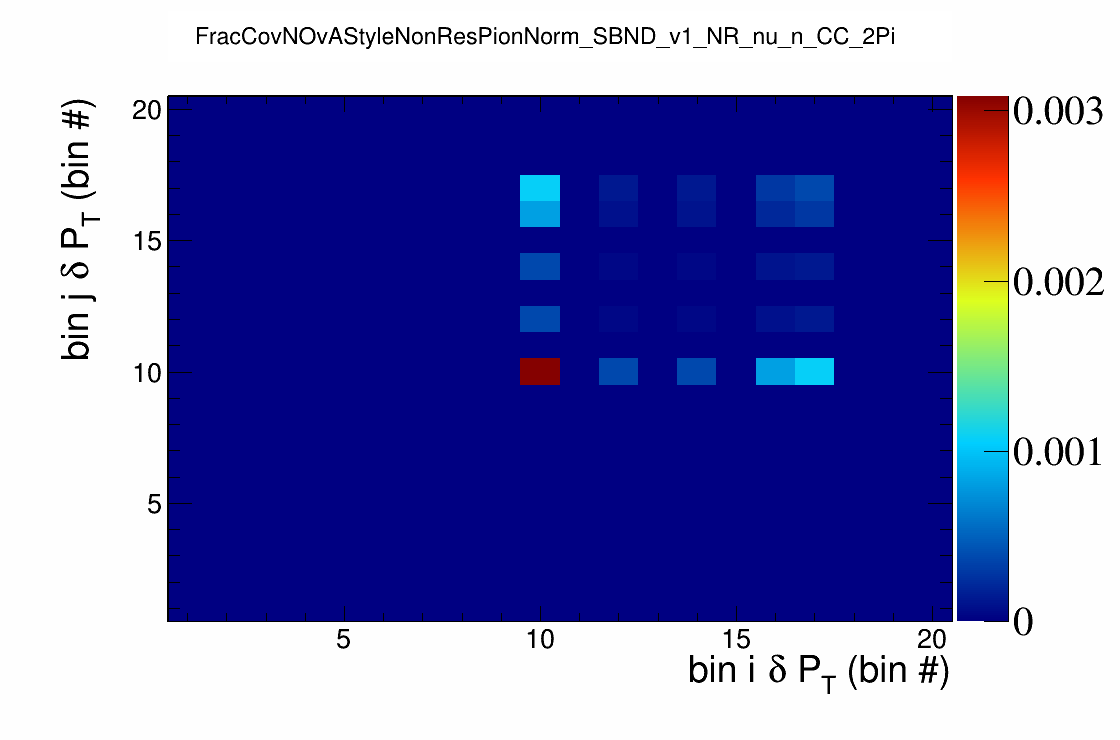 FracCovNOvAStyleNonResPionNorm_SBND_v1_NR_nu_n_CC_2Pi
bin j δ P_T (bin #)
20
15
10
5
5 10 15 20
bin i δ P_T (bin #)
0.003
0.002
0.001
0